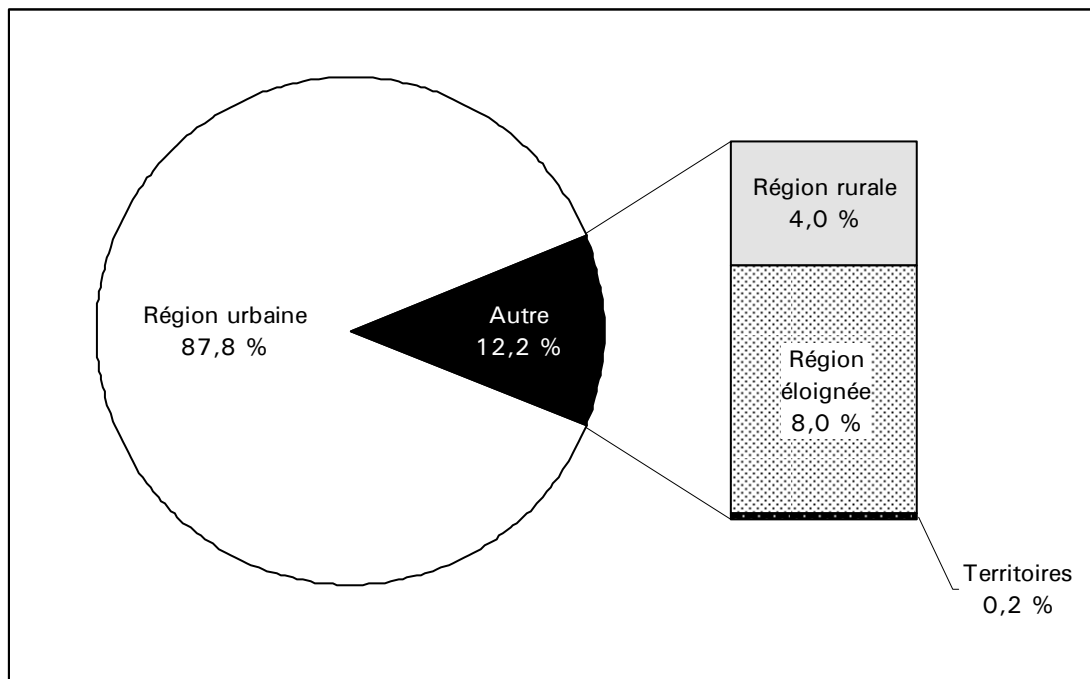 Région urbaine
87,8 %
Autre
12,2 %
Région rurale
4,0 %
Région
éloignée
8,0 %
Territoires
0,2 %